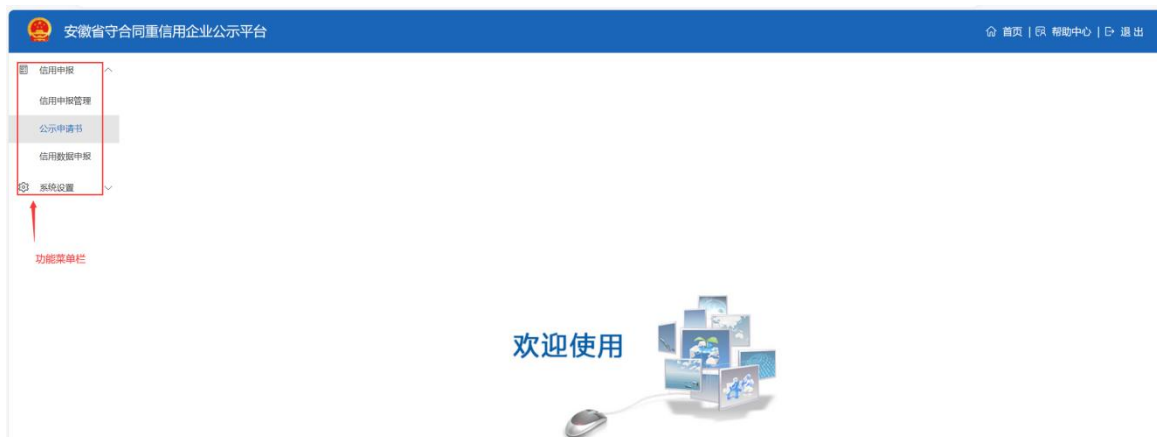 安徽省守合同重信用企业公示平台
首页 | 帮助中心 | 退出
信用申报
信用申报管理
公示申请书
信用数据申报
系统设置
功能菜单栏
欢迎使用